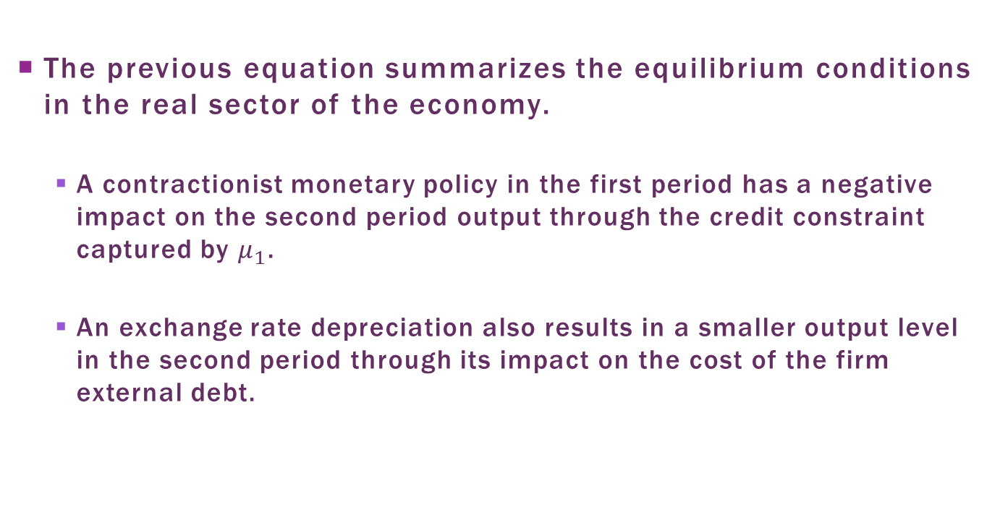 The previous equation summarizes the equilibrium conditions
in the real sector of the economy.
A contractionist monetary policy in the first period has a negative
impact on the second period output through the credit constraint
captured by μ₁.
An exchange rate depreciation also results in a smaller output level
in the second period through its impact on the cost of the firm
external debt.